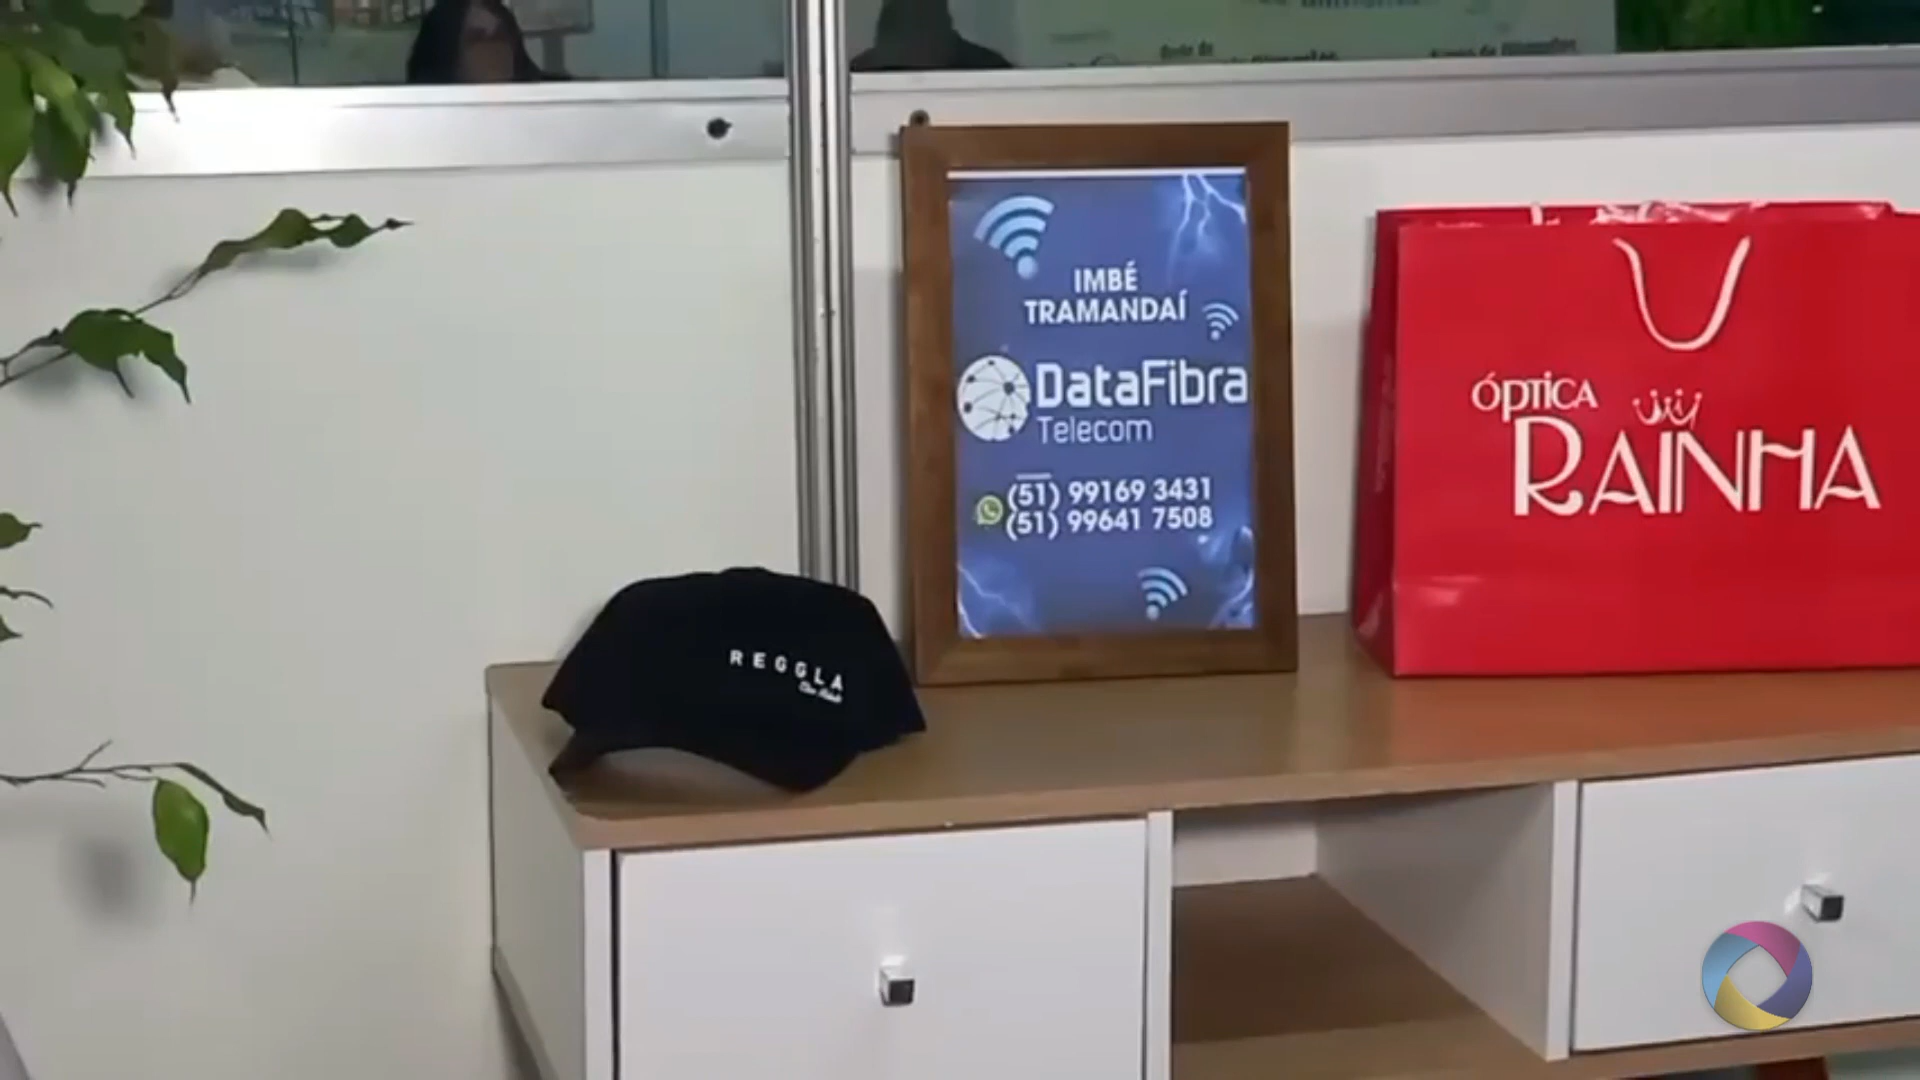 IMBÉ
TRAMANDAÍ
DataFibra
Telecom
(51) 99169 3431
(51) 99641 7508
ÓPTICA
RAINHA
REGGLA